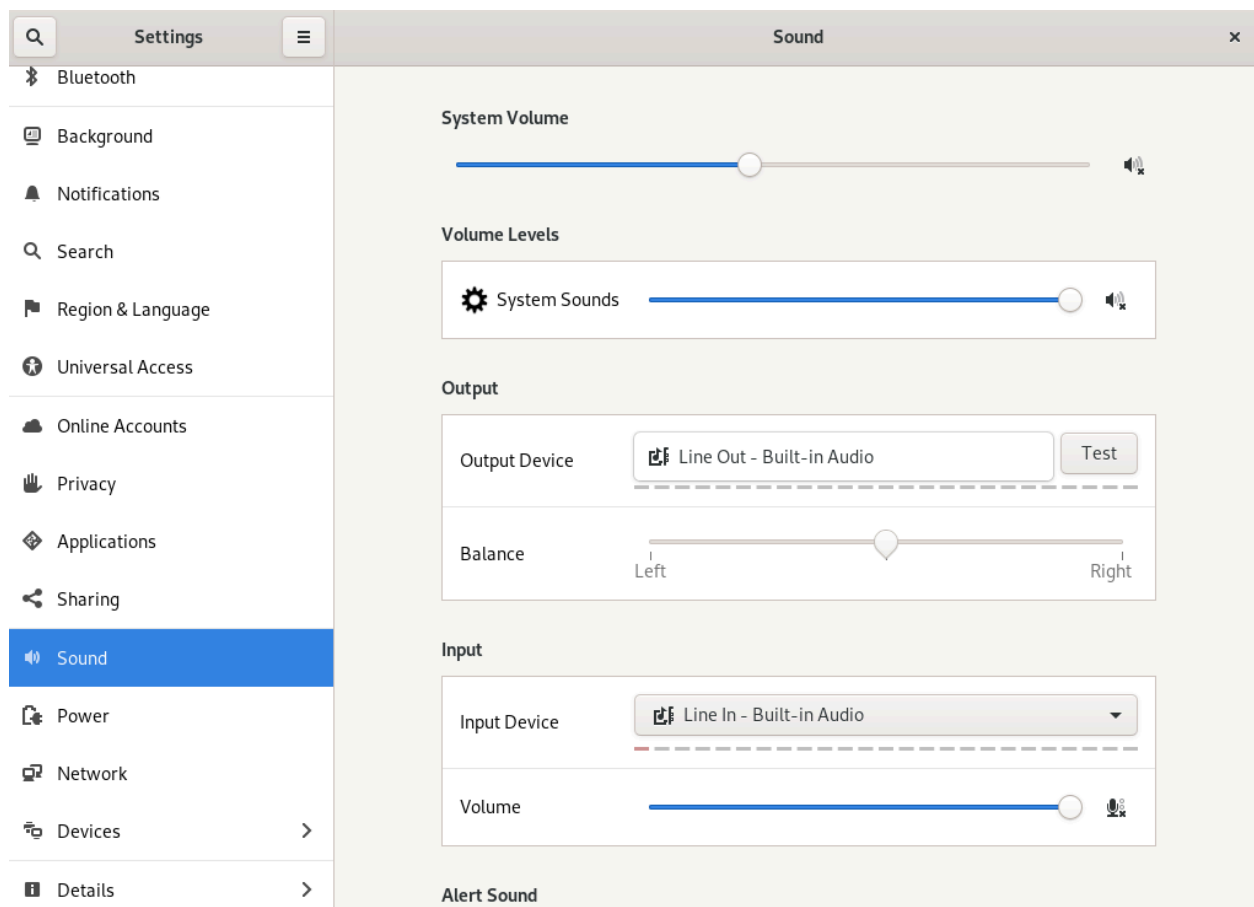 Settings
Sound
Bluetooth
Background
Notifications
Search
Region & Language
Universal Access
Online Accounts
Privacy
Applications
Sharing
Sound
Power
Network
Devices
Details
System Volume
Volume Levels
System Sounds
Output
Output Device
Line Out - Built-in Audio
Test
Balance
Left
Right
Input
Input Device
Line In - Built-in Audio
Volume
Alert Sound